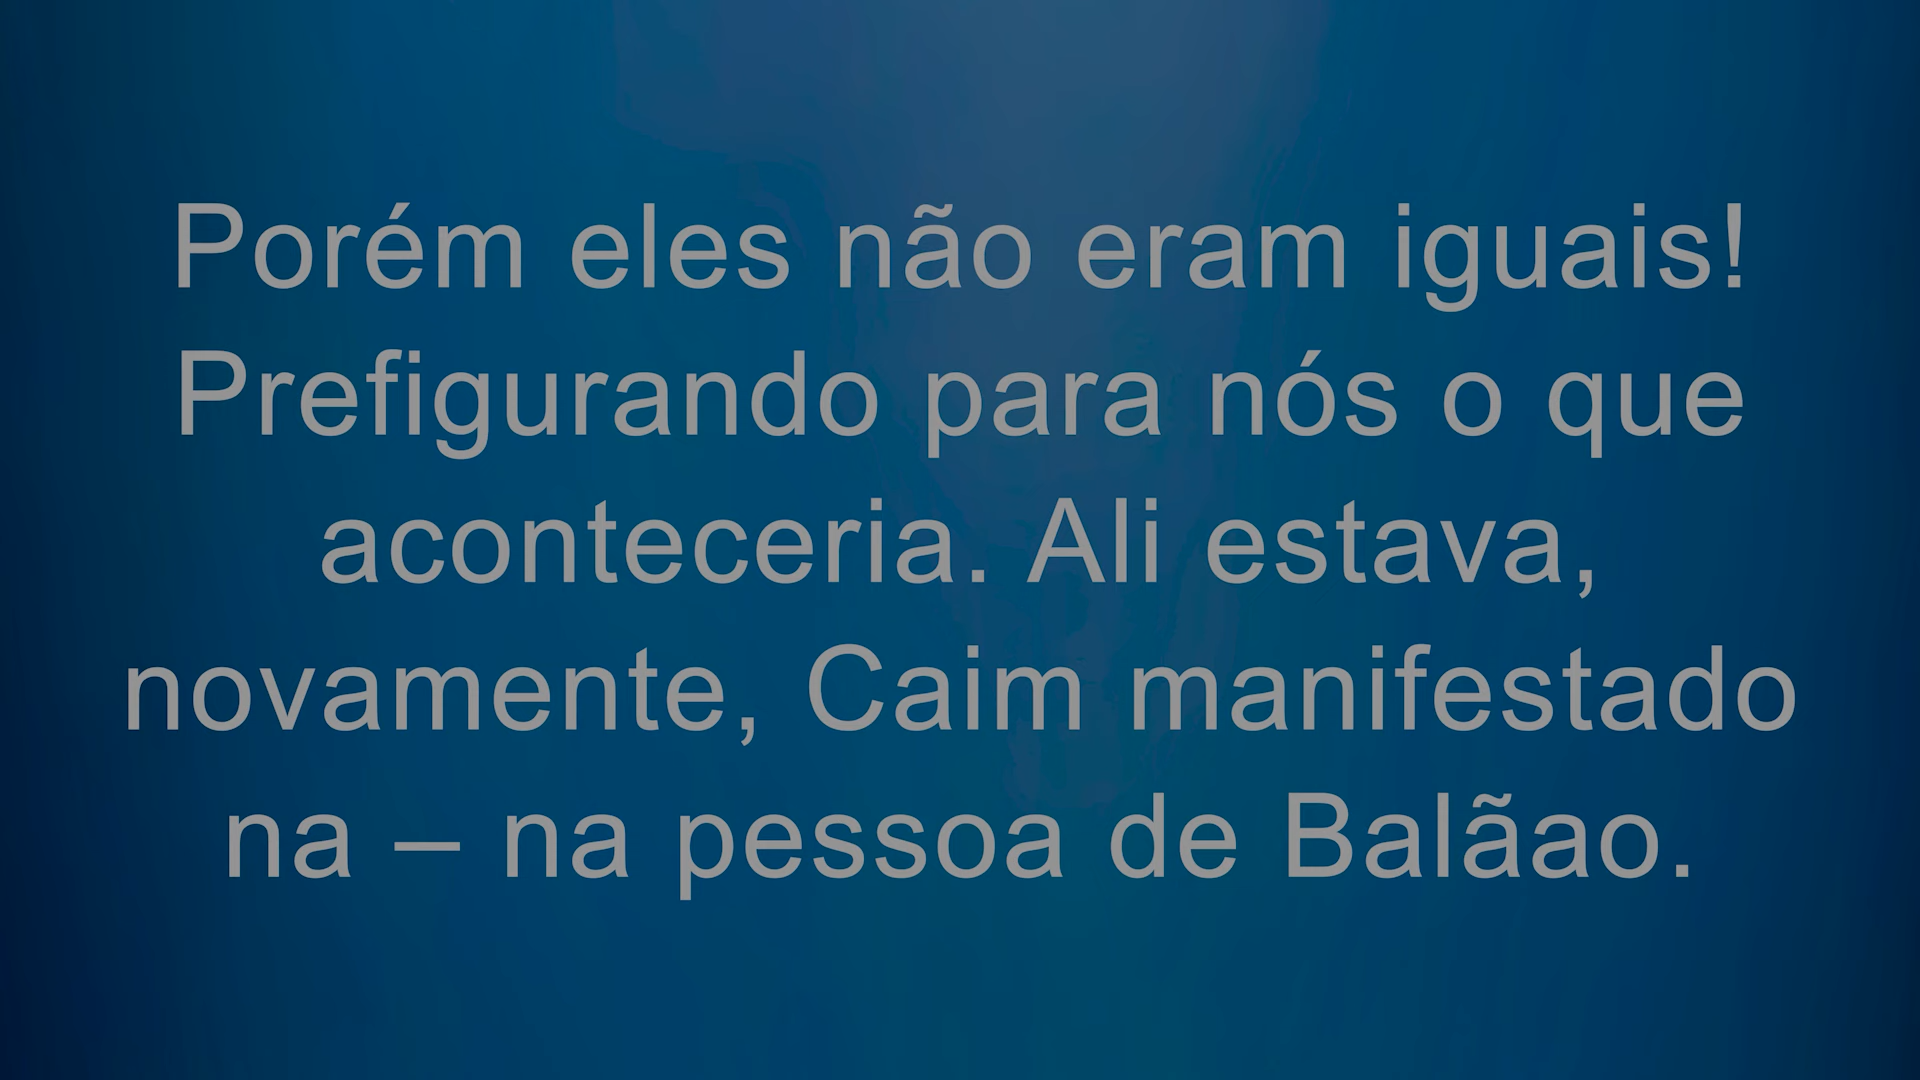 Porém eles não eram iguais!
Prefigurando para nós o que
aconteceria. Ali estava,
novamente, Caim manifestado
na – na pessoa de Balãao.